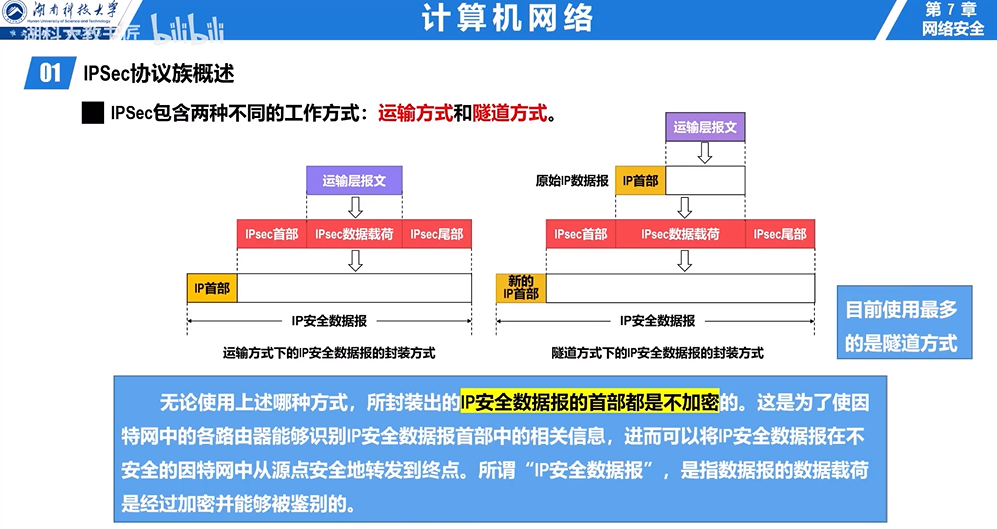 湖南科技大学
Hunan University of Science and Technology
湖科大教书匠 bilibili
计算机网络
第 7 章
网络安全
01 IPSec协议族概述
IPSec包含两种不同的工作方式：运输方式和隧道方式。
运输层报文
IPsec首部 IPsec数据载荷 IPsec尾部
IP首部
IP安全数据报
运输方式下的IP安全数据报的封装方式
运输层报文
原始IP数据报 IP首部
IPsec首部 IPsec数据载荷 IPsec尾部
新的
IP首部
IP安全数据报
隧道方式下的IP安全数据报的封装方式
目前使用最多
的是隧道方式
无论使用上述哪种方式，所封装出的IP安全数据报的首部都是不加密的。这是为了使因
特网中的各路由器能够识别IP安全数据报首部中的相关信息，进而可以将IP安全数据报在不
安全的因特网中从源点安全地转发到终点。所谓“IP安全数据报”，是指数据报的数据载荷
是经过加密并能够被鉴别的。